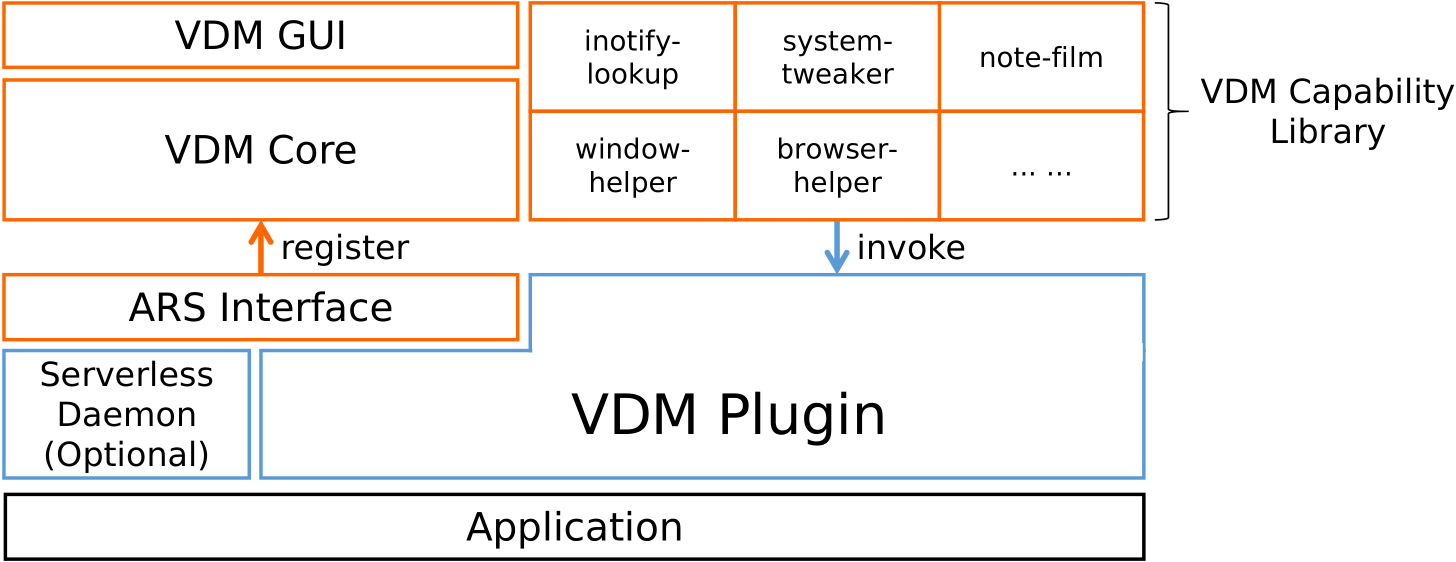 VDM GUI
VDM Core
inotify-
lookup
system-
tweaker
note-film
window-
helper
browser-
helper
... ...
VDM Capability
Library
register
invoke
ARS Interface
Serverless
Daemon
(Optional)
VDM Plugin
Application